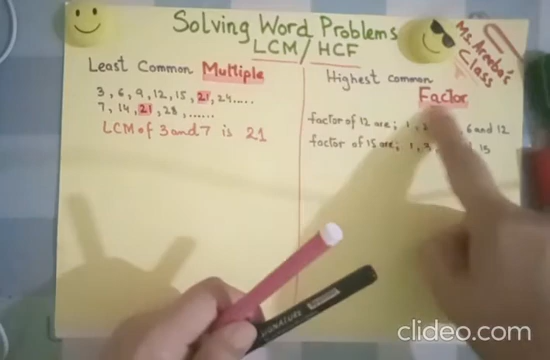 Solving Word Problems
LCM/HCF
Ms. Areeba's
Class
Least Common Multiple
3, 6, 9, 12, 15, 21, 24.....
7, 14, 21, 28, ......
LCM of 3 and 7 is 21
Highest common
Factor
factor of 12 are; 1, 2 6 and 12
factor of 15 are; 1, 3, 15
SIGNATURE
clideo.com